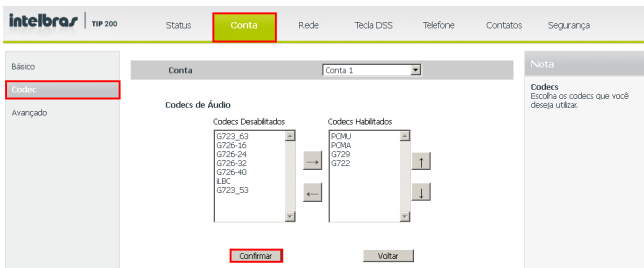 intelbras TIP 200
Status Conta Rede Tecla DSS Telefone Contatos Segurança
Básico
Codec
Avançado
Conta Conta 1
Codecs de Áudio
Codecs Desabilitados Codecs Habilitados
G723_63 PCMU
G726-16 PCMA
G726-24 G729
G726-32 G722
G726-40
iLBC
G723_53
Confirmar Voltar
Nota
Codecs
Escolha os codecs que você
deseja utilizar.